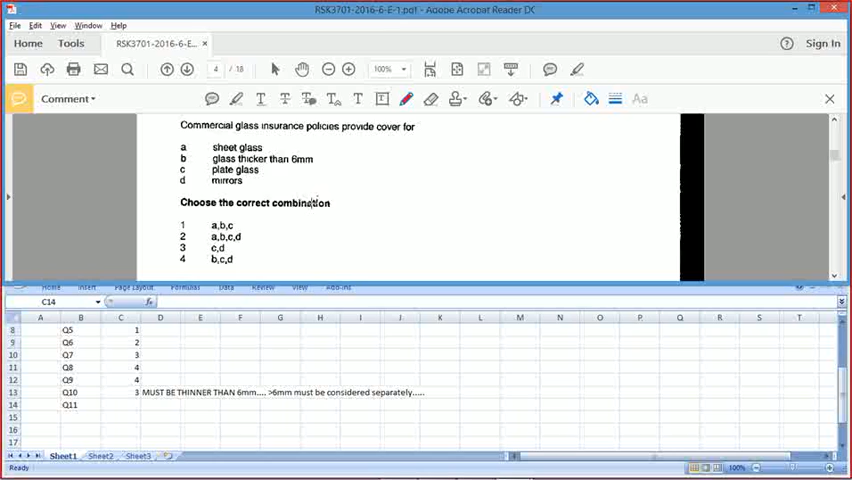 RSK3701-2016-6-E-1.pdf - Adobe Acrobat Reader DC
File Edit View Window Help
Home Tools RSK3701-2016-6-E... × Sign In
4 / 18 100%
Comment
Commercial glass insurance policies provide cover for
a sheet glass
b glass thicker than 6mm
c plate glass
d mirrors
Choose the correct combination
1 a,b,c
2 a,b,c,d
3 c,d
4 b,c,d
Home Insert Page Layout Formulas Data Review View Add-Ins
C14 fx
A B C D E F G H I J K L M N O P Q R S T
8 Q5 1
9 Q6 2
10 Q7 3
11 Q8 4
12 Q9 4
13 Q10 3 MUST BE THINNER THAN 6mm.... >6mm must be considered separately.....
14 Q11
15
16
17
Sheet1 Sheet2 Sheet3
Ready 100%